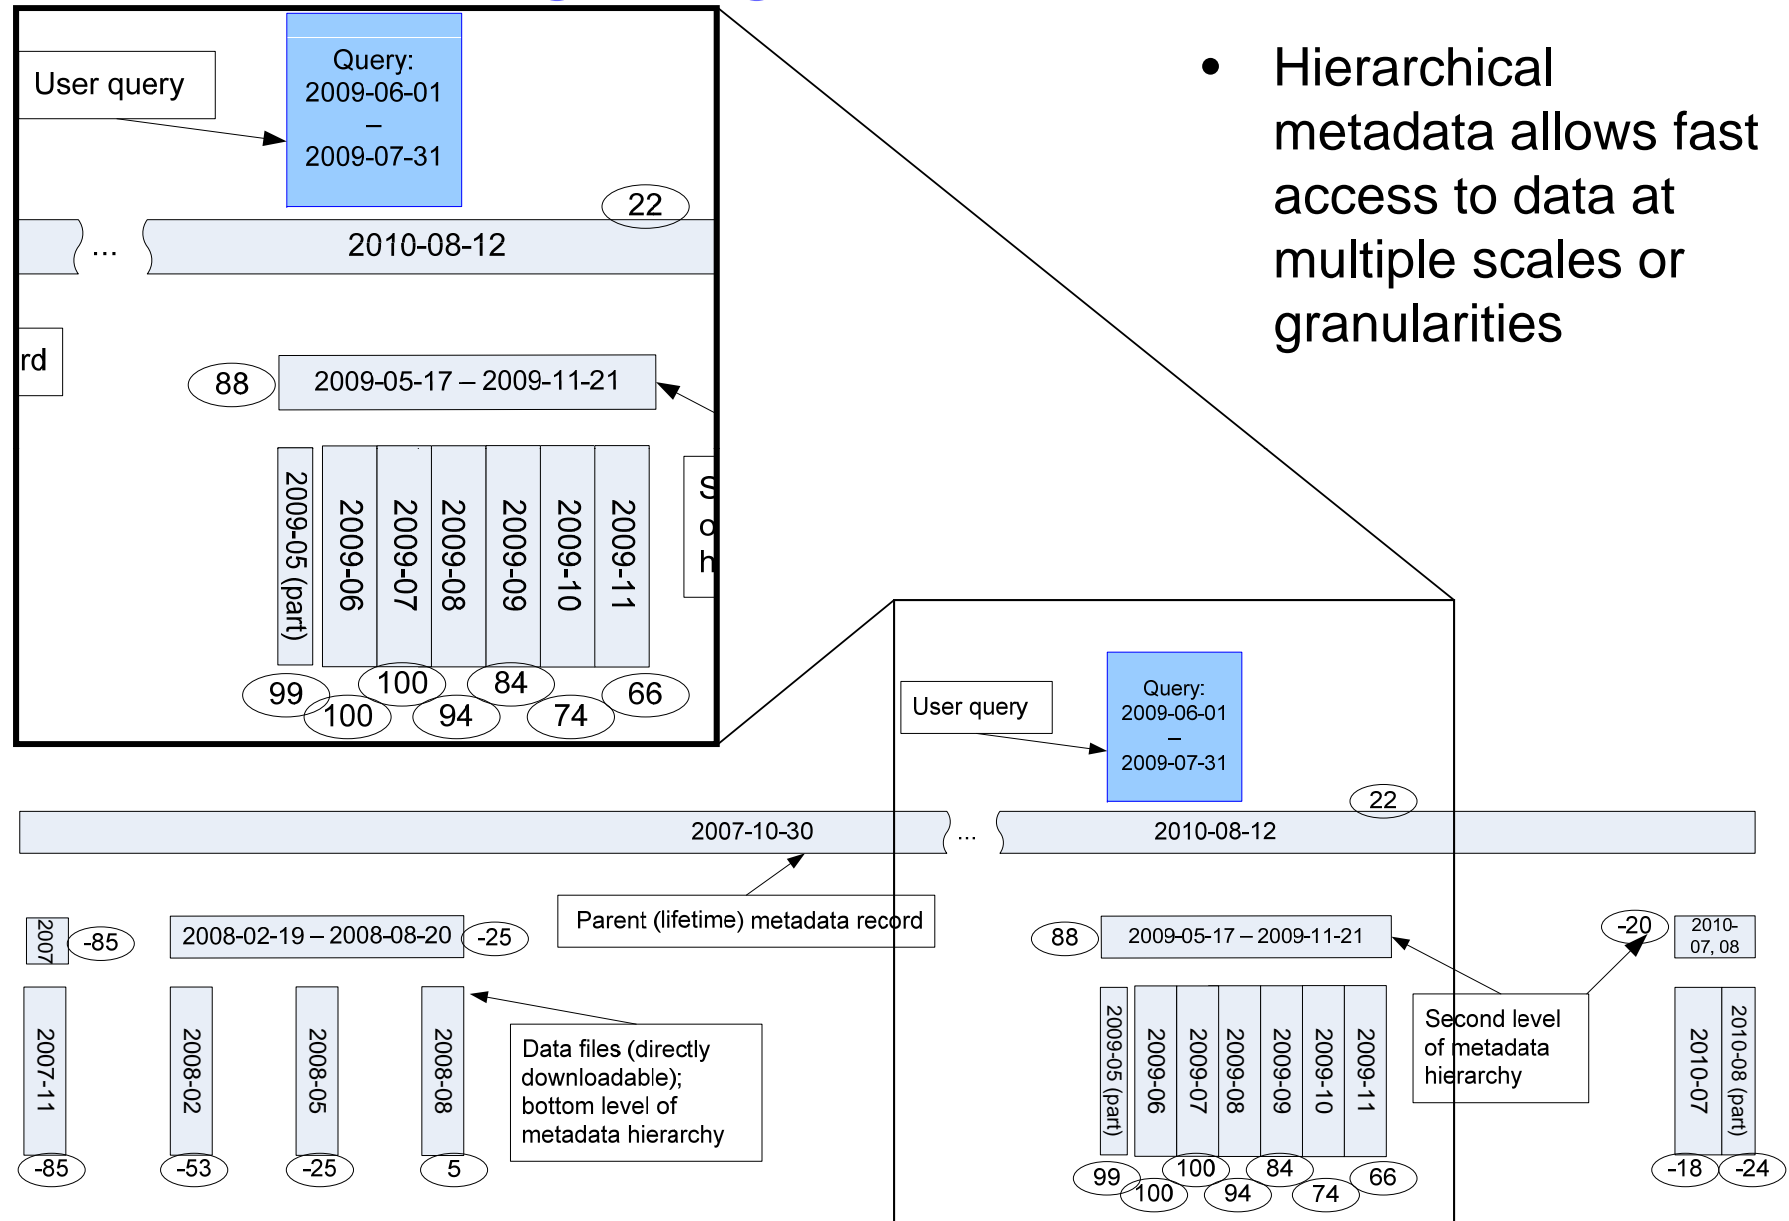 User query
Query:
2009-06-01
–
2009-07-31
22
...
2010-08-12
rd
88
2009-05-17 – 2009-11-21
2009-05 (part)
2009-06
2009-07
2009-08
2009-09
2009-10
2009-11
S
o
h
99
100
100
94
84
74
66
• Hierarchical
metadata allows fast
access to data at
multiple scales or
granularities
User query
Query:
2009-06-01
–
2009-07-31
22
2007-10-30
...
2010-08-12
Parent (lifetime) metadata record
2007
-85
2008-02-19 – 2008-08-20
-25
88
2009-05-17 – 2009-11-21
-20
2010-
07, 08
2007-11
2008-02
2008-05
2008-08
Data files (directly
downloadable);
bottom level of
metadata hierarchy
2009-05 (part)
2009-06
2009-07
2009-08
2009-09
2009-10
2009-11
Second level
of metadata
hierarchy
2010-07
2010-08 (part)
-85
-53
-25
5
99
100
100
94
84
74
66
-18
-24